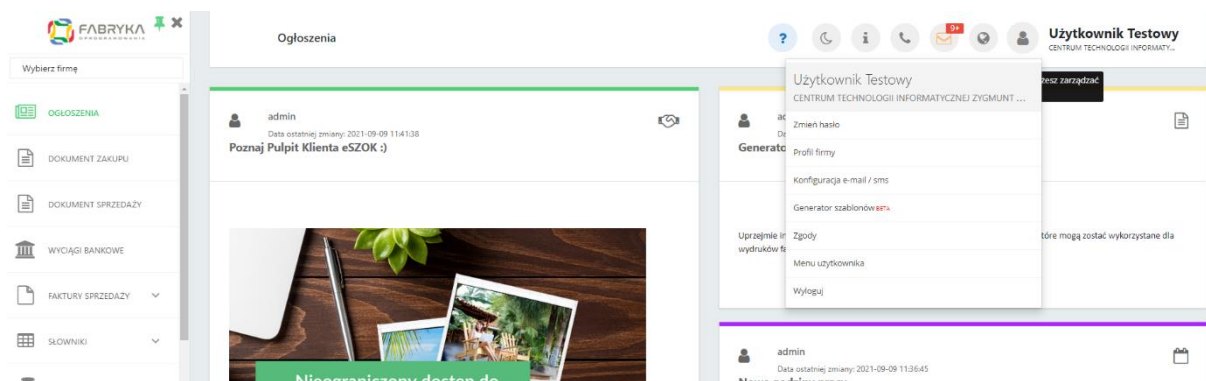 FABRYKA
OPROGRAMOWANIA
Wybierz firmę
OGŁOSZENIA
DOKUMENT ZAKUPU
DOKUMENT SPRZEDAŻY
WYCIĄGI BANKOWE
FAKTURY SPRZEDAŻY
SŁOWNIKI
Ogłoszenia
?
i
9+
Użytkownik Testowy
CENTRUM TECHNOLOGII INFORMATY...
admin
Data ostatniej zmiany: 2021-09-09 11:41:38
Poznaj Pulpit Klienta eSZOK :)
Nieograniczony dostęp do
Użytkownik Testowy
CENTRUM TECHNOLOGII INFORMATYCZNEJ ZYGMUNT ...
Zmień hasło
Profil firmy
Konfiguracja e-mail / sms
Generator szablonów BETA
Zgody
Menu użytkownika
Wyloguj
zarządzać
Generato
Uprzejmie in
tóre mogą zostać wykorzystane dla
wydruków fa
admin
Data ostatniej zmiany: 2021-09-09 11:36:45